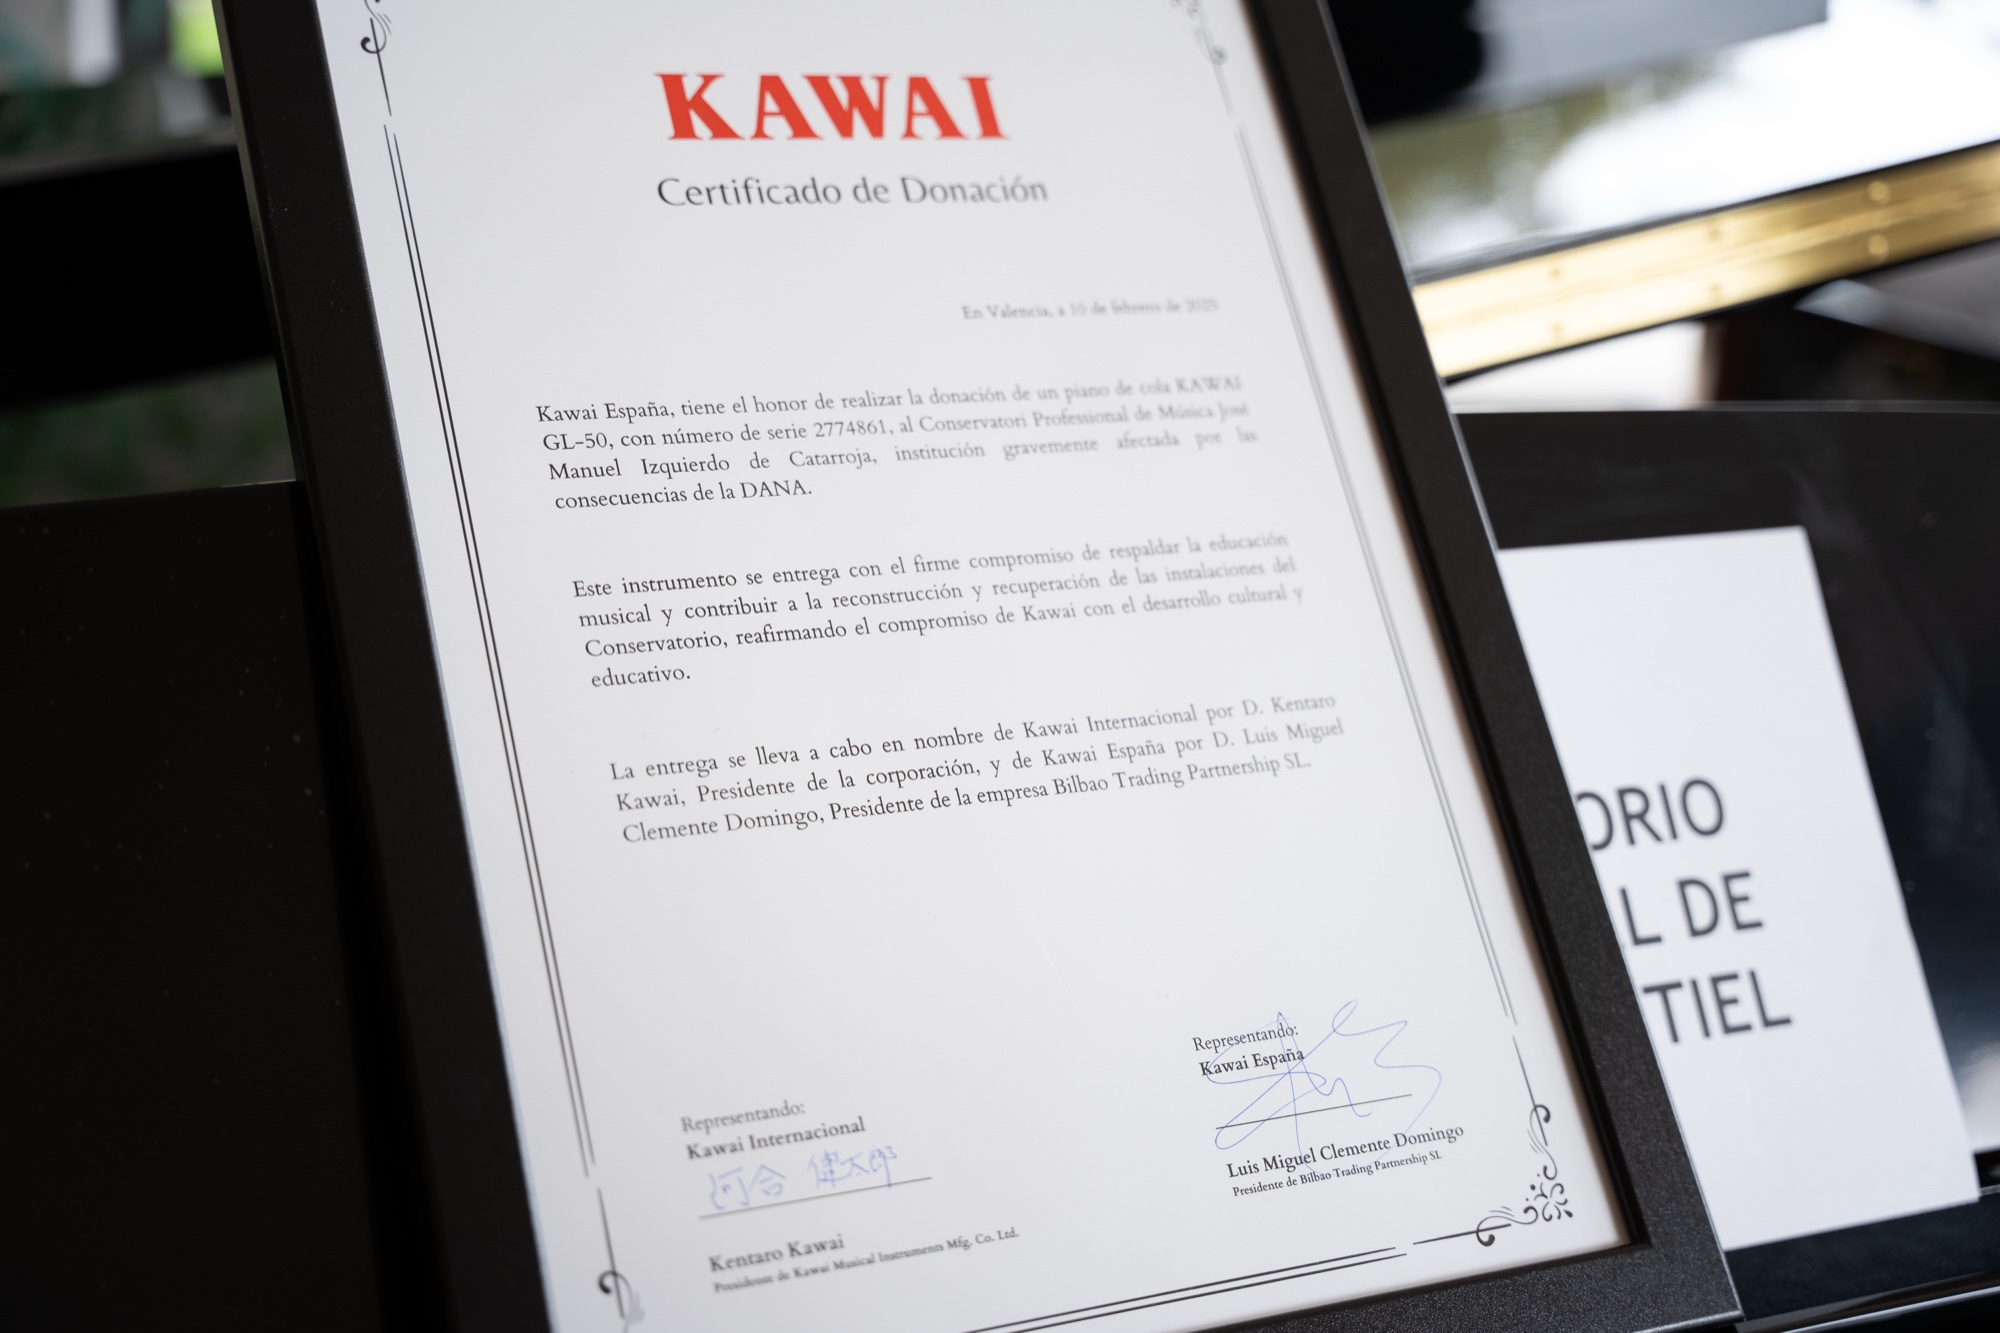 KAWAI
Certificado de Donación
En Valencia, a 10 de febrero de 2025
Kawai España, tiene el honor de realizar la donación de un piano de cola KAWAI
GL-50, con número de serie 2774861, al Conservatori Professional de Música José
Manuel Izquierdo de Catarroja, institución gravemente afectada por las
consecuencias de la DANA.
Este instrumento se entrega con el firme compromiso de respaldar la educación
musical y contribuir a la reconstrucción y recuperación de las instalaciones del
Conservatorio, reafirmando el compromiso de Kawai con el desarrollo cultural y
educativo.
La entrega se lleva a cabo en nombre de Kawai Internacional por D. Kentaro
Kawai, Presidente de la corporación, y de Kawai España por D. Luis Miguel
Clemente Domingo, Presidente de la empresa Bilbao Trading Partnership SL.
Representando:
Kawai Internacional
河合 健太郎
Kentaro Kawai
Presidente de Kawai Musical Instruments Mfg. Co. Ltd.
Representando:
Kawai España
Luis Miguel Clemente Domingo
Presidente de Bilbao Trading Partnership SL
ORIO
L DE
TIEL